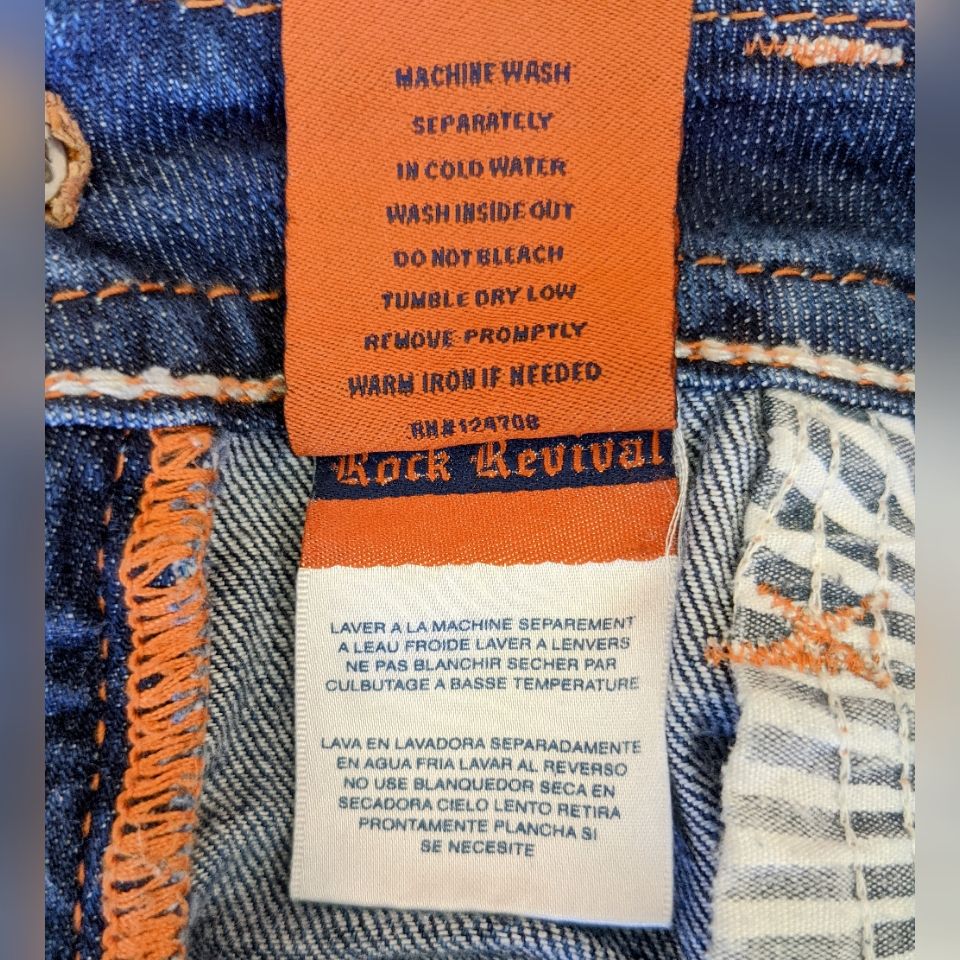 MACHINE WASH
SEPARATELY
IN COLD WATER
WASH INSIDE OUT
DO NOT BLEACH
TUMBLE DRY LOW
REMOVE PROMPTLY
WARM IRON IF NEEDED
RN#124708
Rock Revival
LAVER A LA MACHINE SEPAREMENT
A LEAU FROIDE LAVER A LENVERS
NE PAS BLANCHIR SECHER PAR
CULBUTAGE A BASSE TEMPERATURE
LAVA EN LAVADORA SEPARADAMENTE
EN AGUA FRIA LAVAR AL REVERSO
NO USE BLANQUEDOR SECA EN
SECADORA CIELO LENTO RETIRA
PRONTAMENTE PLANCHA SI
SE NECESITE